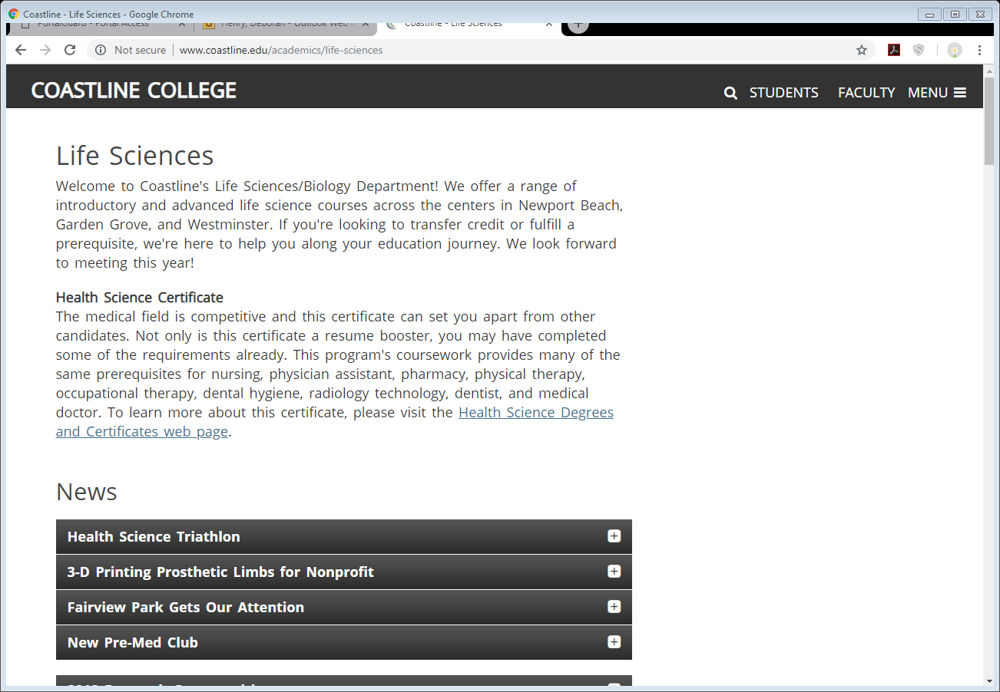 Coastline - Life Sciences - Google Chrome
PortalGuard - Portal Access
Henry, Deborah - Outlook Web
Coastline - Life Sciences
Not secure
www.coastline.edu/academics/life-sciences
COASTLINE COLLEGE
STUDENTS
FACULTY
MENU
Life Sciences
Welcome to Coastline's Life Sciences/Biology Department! We offer a range of
introductory and advanced life science courses across the centers in Newport Beach,
Garden Grove, and Westminster. If you're looking to transfer credit or fulfill a
prerequisite, we're here to help you along your education journey. We look forward
to meeting this year!
Health Science Certificate
The medical field is competitive and this certificate can set you apart from other
candidates. Not only is this certificate a resume booster, you may have completed
some of the requirements already. This program's coursework provides many of the
same prerequisites for nursing, physician assistant, pharmacy, physical therapy,
occupational therapy, dental hygiene, radiology technology, dentist, and medical
doctor. To learn more about this certificate, please visit the Health Science Degrees
and Certificates web page.
News
Health Science Triathlon
3-D Printing Prosthetic Limbs for Nonprofit
Fairview Park Gets Our Attention
New Pre-Med Club